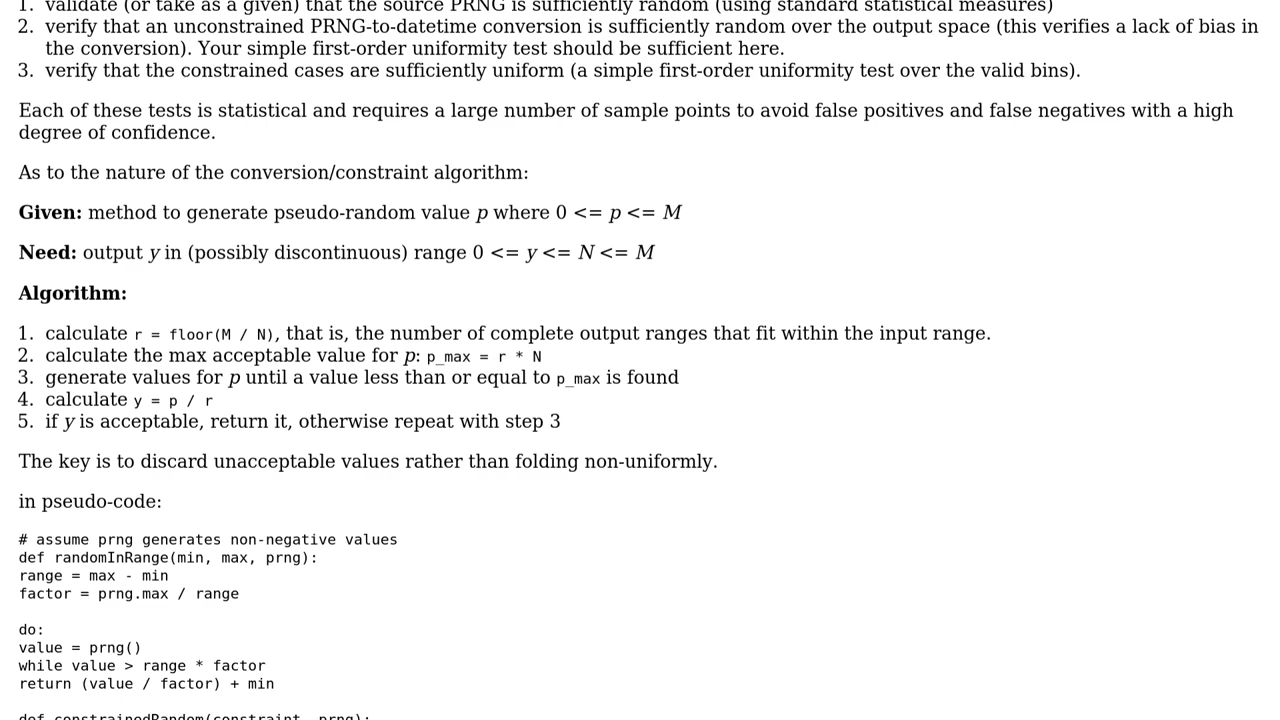 1. validate (or take as a given) that the source PRNG is sufficiently random (using standard statistical measures)
2. verify that an unconstrained PRNG-to-datetime conversion is sufficiently random over the output space (this verifies a lack of bias in
the conversion). Your simple first-order uniformity test should be sufficient here.
3. verify that the constrained cases are sufficiently uniform (a simple first-order uniformity test over the valid bins).
Each of these tests is statistical and requires a large number of sample points to avoid false positives and false negatives with a high
degree of confidence.
As to the nature of the conversion/constraint algorithm:
Given: method to generate pseudo-random value p where 0 <= p <= M
Need: output y in (possibly discontinuous) range 0 <= y <= N <= M
Algorithm:
1. calculate r = floor(M / N), that is, the number of complete output ranges that fit within the input range.
2. calculate the max acceptable value for p: p_max = r * N
3. generate values for p until a value less than or equal to p_max is found
4. calculate y = p / r
5. if y is acceptable, return it, otherwise repeat with step 3
The key is to discard unacceptable values rather than folding non-uniformly.
in pseudo-code:
# assume prng generates non-negative values
def randomInRange(min, max, prng):
range = max - min
factor = prng.max / range
do:
value = prng()
while value > range * factor
return (value / factor) + min
def constrainedRandom(constraint, prng):